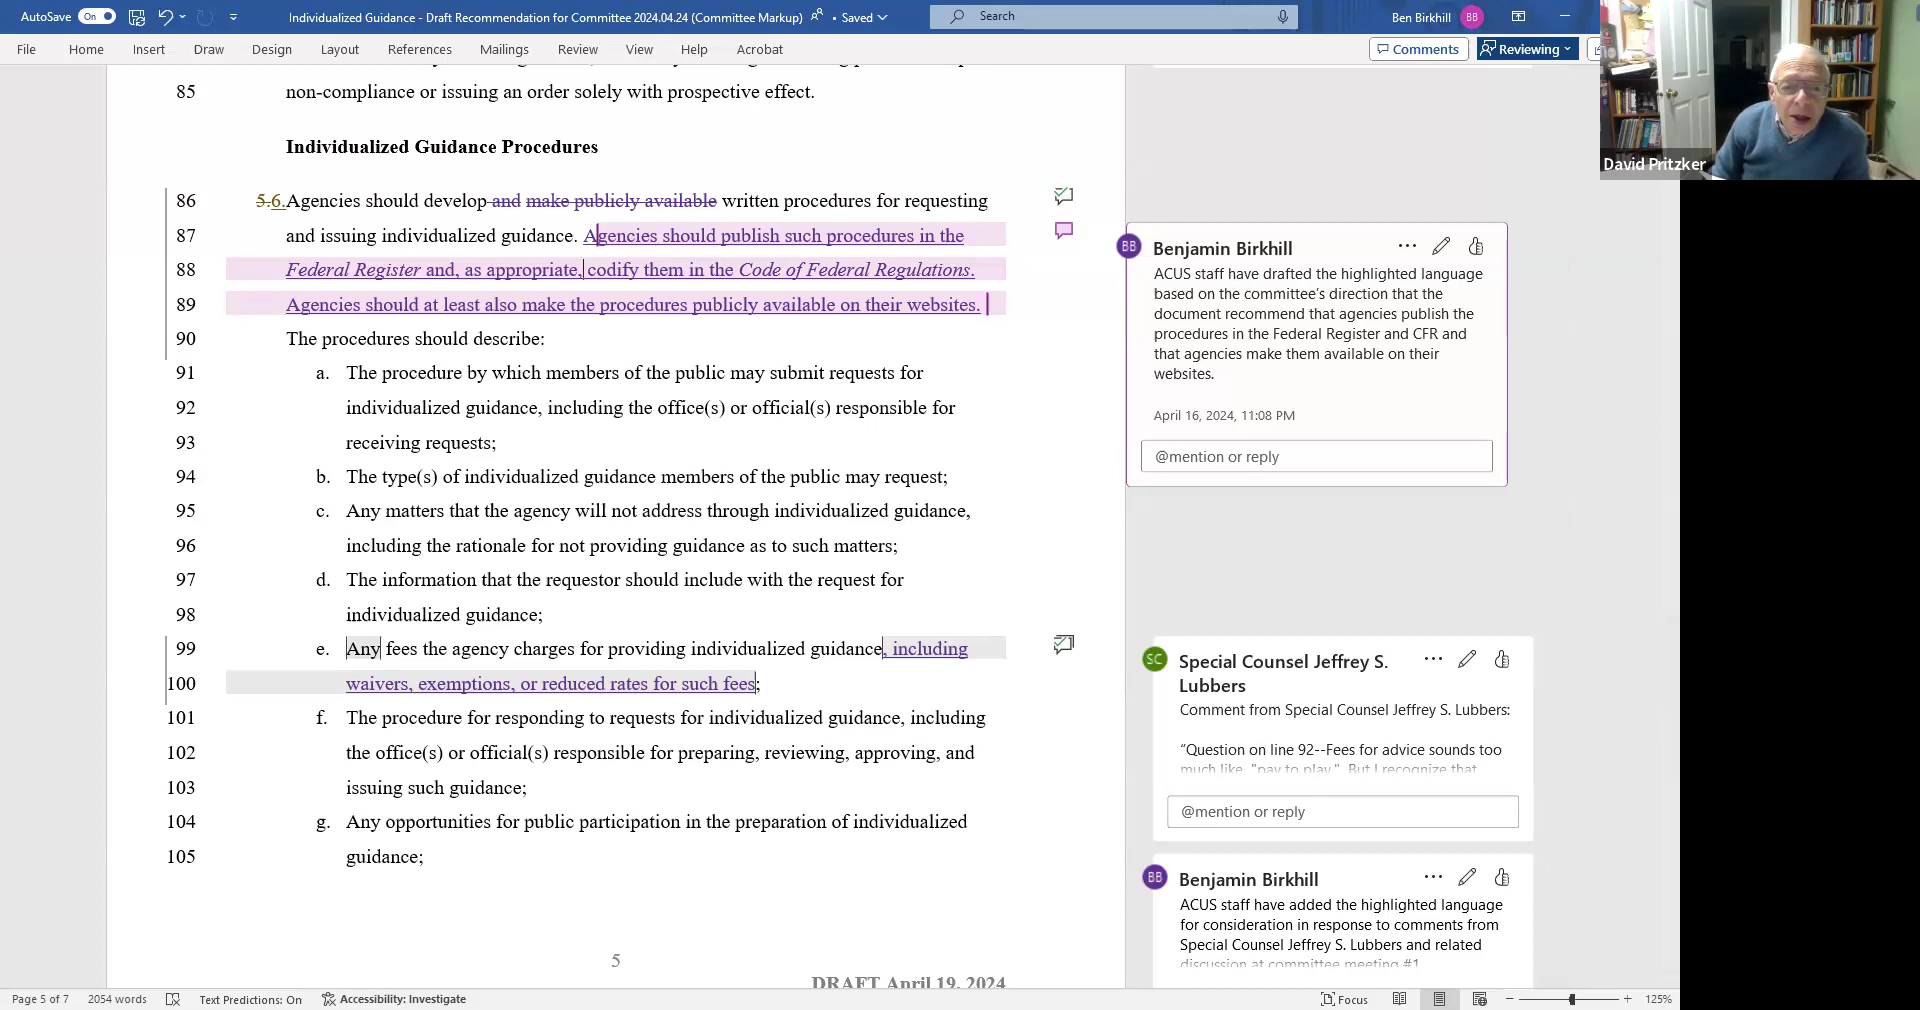 AutoSave On Individualized Guidance - Draft Recommendation for Committee 2024.04.24 (Committee Markup) • Saved Search Ben Birkhill BB
File Home Insert Draw Design Layout References Mailings Review View Help Acrobat Comments Reviewing
85 non-compliance or issuing an order solely with prospective effect.
Individualized Guidance Procedures
86 5.6.Agencies should develop and make publicly available written procedures for requesting
87 and issuing individualized guidance. Agencies should publish such procedures in the
88 Federal Register and, as appropriate, codify them in the Code of Federal Regulations.
89 Agencies should at least also make the procedures publicly available on their websites.
90 The procedures should describe:
91 a. The procedure by which members of the public may submit requests for
92 individualized guidance, including the office(s) or official(s) responsible for
93 receiving requests;
94 b. The type(s) of individualized guidance members of the public may request;
95 c. Any matters that the agency will not address through individualized guidance,
96 including the rationale for not providing guidance as to such matters;
97 d. The information that the requestor should include with the request for
98 individualized guidance;
99 e. Any fees the agency charges for providing individualized guidance, including
100 waivers, exemptions, or reduced rates for such fees;
101 f. The procedure for responding to requests for individualized guidance, including
102 the office(s) or official(s) responsible for preparing, reviewing, approving, and
103 issuing such guidance;
104 g. Any opportunities for public participation in the preparation of individualized
105 guidance;
5
DRAFT April 19, 2024
BB Benjamin Birkhill
ACUS staff have drafted the highlighted language
based on the committee's direction that the
document recommend that agencies publish the
procedures in the Federal Register and CFR and
that agencies make them available on their
websites.
April 16, 2024, 11:08 PM
@mention or reply
SC Special Counsel Jeffrey S.
Lubbers
Comment from Special Counsel Jeffrey S. Lubbers:
“Question on line 92--Fees for advice sounds too
much like, "pay to play." But I recognize that
@mention or reply
BB Benjamin Birkhill
ACUS staff have added the highlighted language
for consideration in response to comments from
Special Counsel Jeffrey S. Lubbers and related
discussion at committee meeting #1
David Pritzker
Page 5 of 7 2054 words Text Predictions: On Accessibility: Investigate Focus 125%